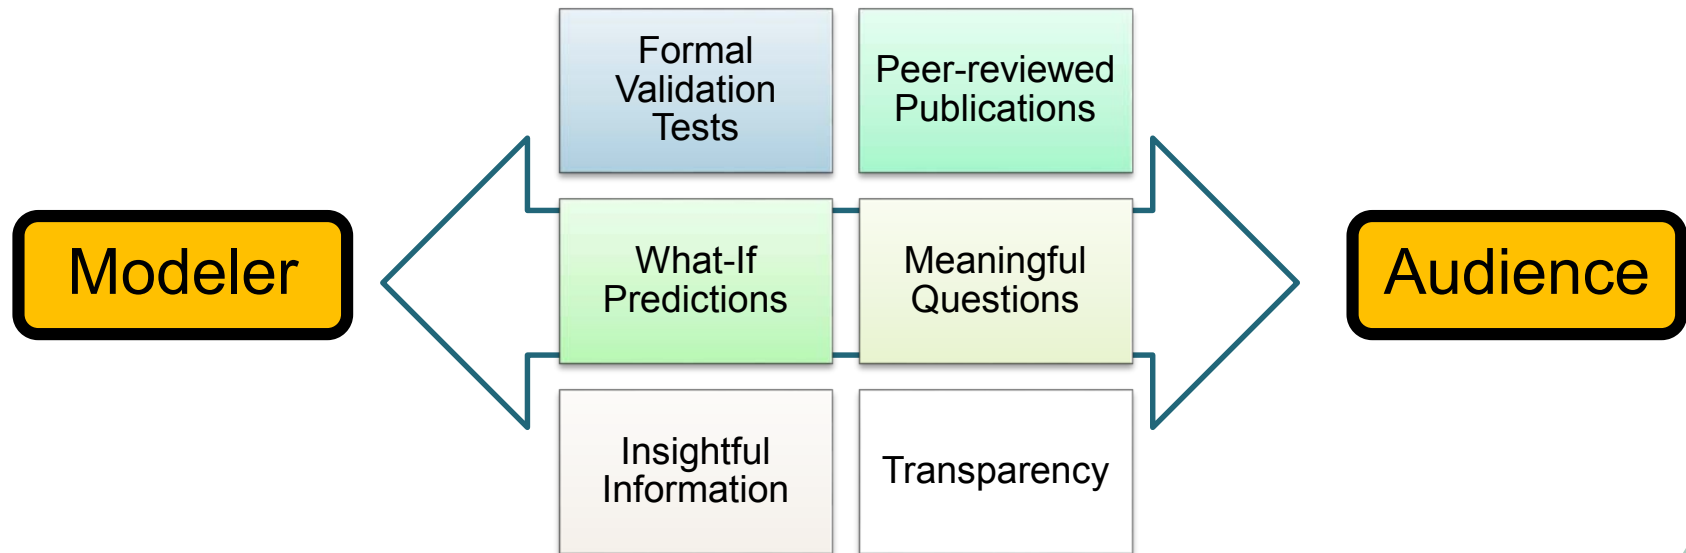 Modeler
Formal
Validation
Tests
Peer-reviewed
Publications
What-If
Predictions
Meaningful
Questions
Insightful
Information
Transparency
Audience